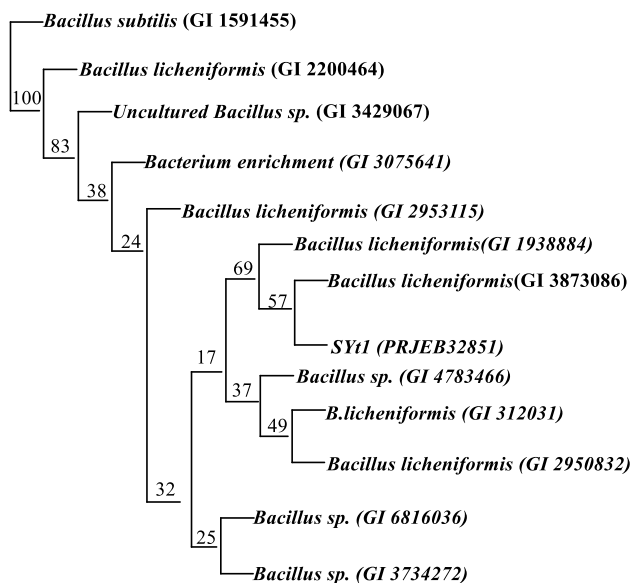 Bacillus subtilis (GI 1591455)
Bacillus licheniformis (GI 2200464)
100
Uncultured Bacillus sp. (GI 3429067)
83
Bacterium enrichment (GI 3075641)
38
Bacillus licheniformis (GI 2953115)
24
Bacillus licheniformis(GI 1938884)
69
Bacillus licheniformis(GI 3873086)
57
SYt1 (PRJEB32851)
17
Bacillus sp. (GI 4783466)
37
B.licheniformis (GI 312031)
49
Bacillus licheniformis (GI 2950832)
32
Bacillus sp. (GI 6816036)
25
Bacillus sp. (GI 3734272)